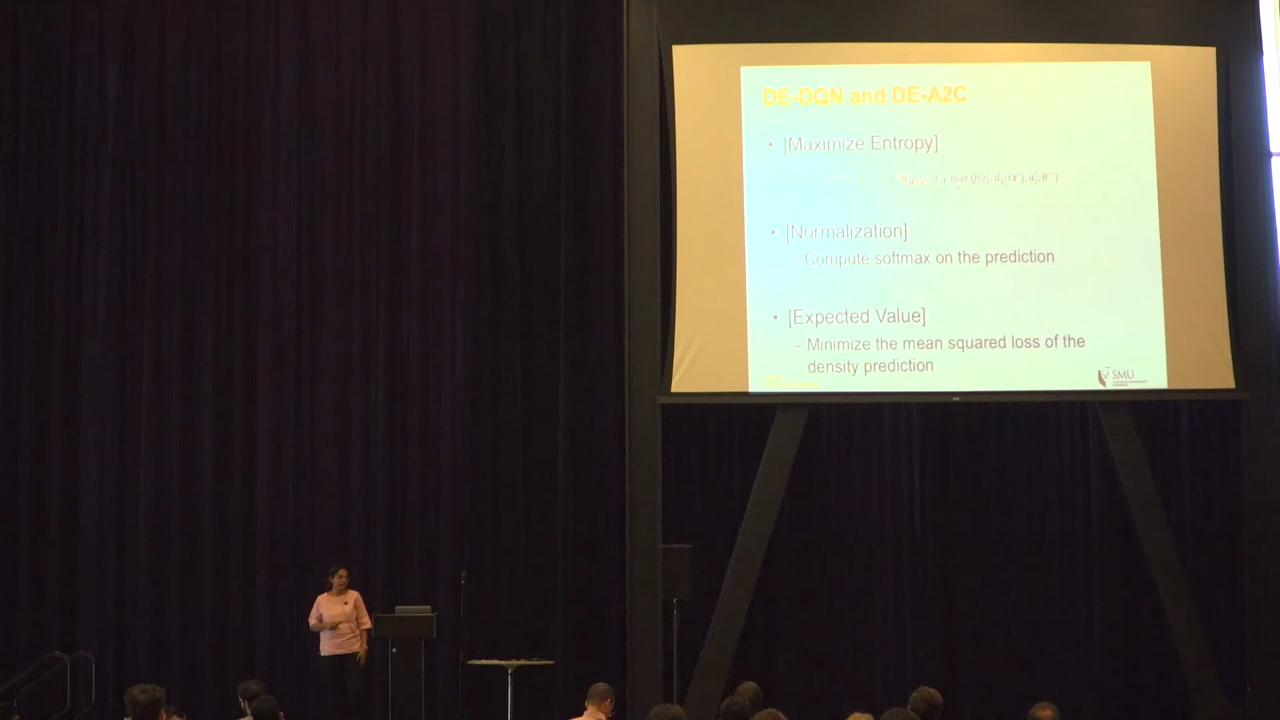 DE-DQN and DE-A2C
• [Maximize Entropy]
• [Normalization]
– Compute softmax on the prediction
• [Expected Value]
– Minimize the mean squared loss of the
density prediction
SMU